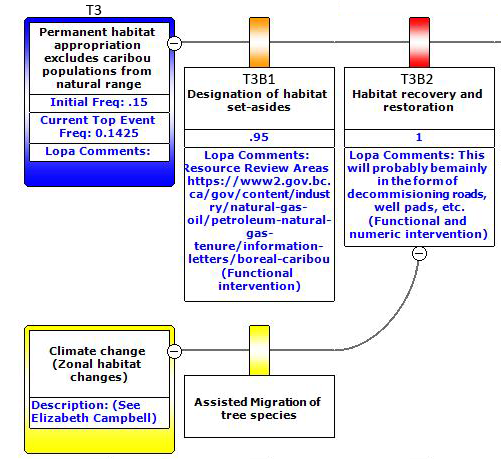 T3
Permanent habitat
appropriation
excludes caribou
populations from
natural range
Initial Freq: .15
Current Top Event
Freq: 0.1425
Lopa Comments:
T3B1
Designation of habitat
set-asides
.95
Lopa Comments:
Resource Review Areas
https://www2.gov.bc.
ca/gov/content/indust
ry/natural-gas-
oil/petroleum-natural-
gas-
tenure/information-
letters/boreal-caribou
(Functional
intervention)
T3B2
Habitat recovery and
restoration
1
Lopa Comments: This
will probably bemainly
in the form of
decommisioning roads,
well pads, etc.
(Functional and
numeric intervention)
Climate change
(Zonal habitat
changes)
Description: (See
Elizabeth Campbell)
Assisted Migration of
tree species